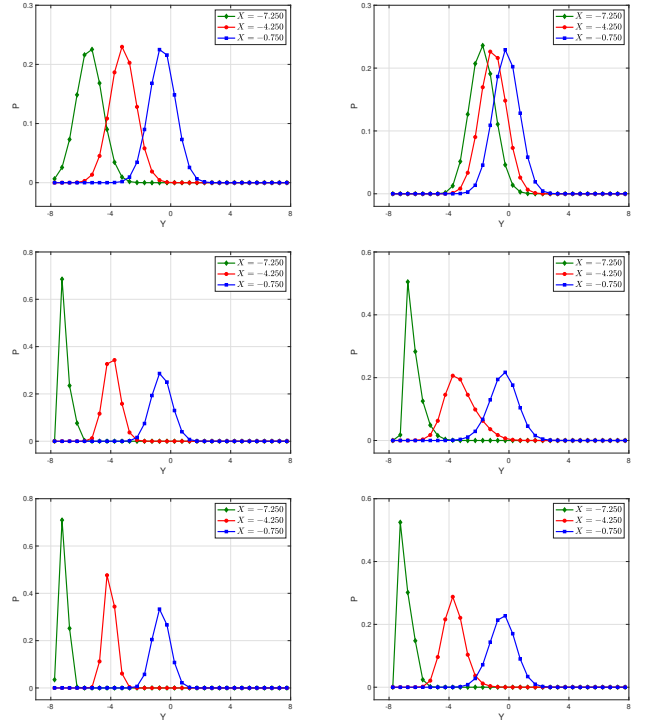 0.3
0.2
0.1
0
P
-8
-4
0
4
8
Y
X = −7.250
X = −4.250
X = −0.750
0.3
0.2
0.1
0
P
-8
-4
0
4
8
Y
X = −7.250
X = −4.250
X = −0.750
0.8
0.6
0.4
0.2
0
P
-8
-4
0
4
8
Y
X = −7.250
X = −4.250
X = −0.750
0.6
0.4
0.2
0
P
-8
-4
0
4
8
Y
X = −7.250
X = −4.250
X = −0.750
0.8
0.6
0.4
0.2
0
P
-8
-4
0
4
8
Y
X = −7.250
X = −4.250
X = −0.750
0.6
0.4
0.2
0
P
-8
-4
0
4
8
Y
X = −7.250
X = −4.250
X = −0.750